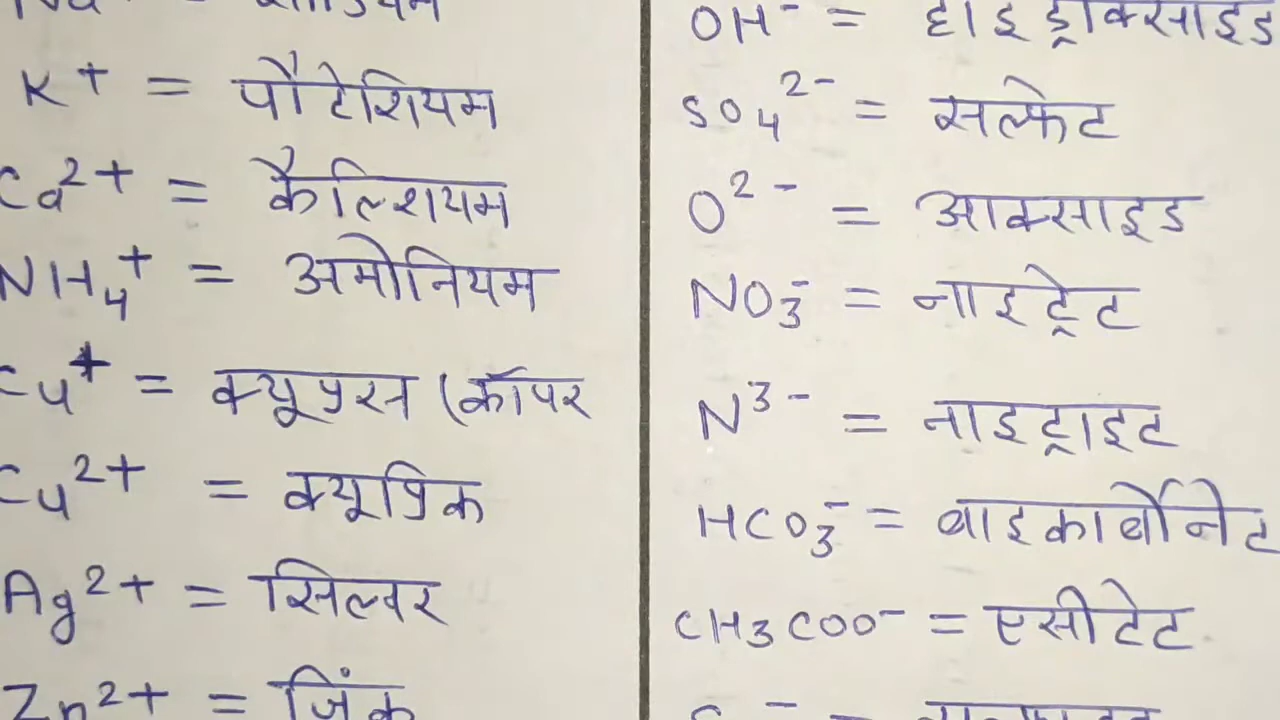 K⁺ = पौटेशियम
Ca²⁺ = कैल्शियम
NH₄⁺ = अमोनियम
Cu⁺ = क्यूप्रस (कॉपर
Cu²⁺ = क्यूप्रिक
Ag²⁺ = सिल्वर
Zn²⁺ = जिंक
OH⁻ = हाइड्राक्साइड
SO₄²⁻ = सल्फेट
O²⁻ = आक्साइड
NO₃⁻ = नाइट्रेट
N³⁻ = नाइट्राइट
HCO₃⁻ = बाइकार्बोनेट
CH₃COO⁻ = एसीटेट